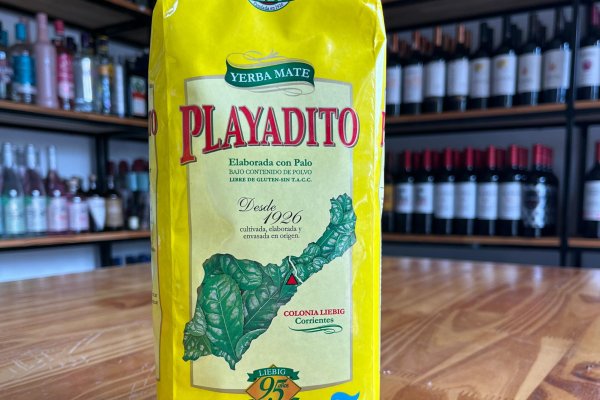 YERBA MATE
PLAYADITO
Elaborada con Palo
BAJO CONTENIDO DE POLVO
LIBRE DE GLUTEN-SIN T.A.C.C.
Desde
1926
cultivada, elaborada y
envasada en origen.
COLONIA LIEBIG
Corrientes
LIEBIG
95